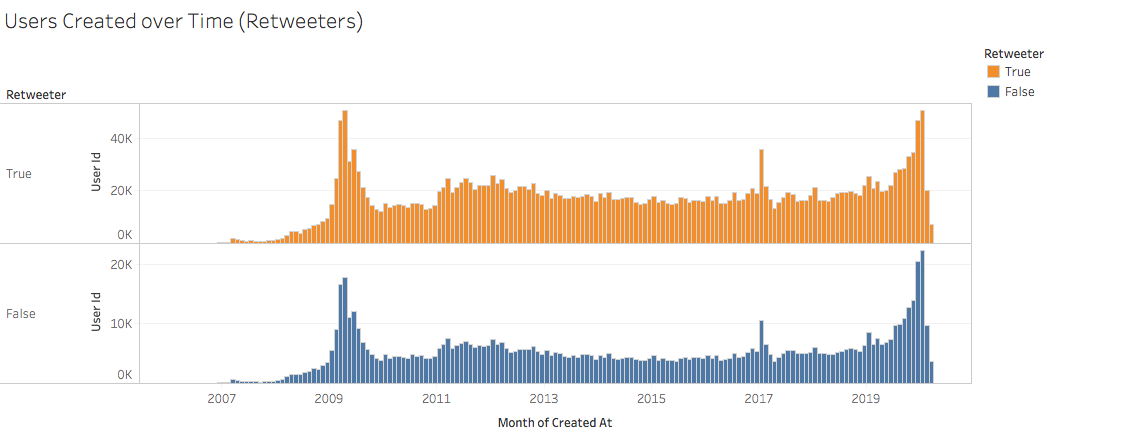 Users Created over Time (Retweeters)
Retweeter
True
False
Retweeter
True
User Id
40K
20K
0K
False
User Id
20K
10K
0K
2007 2009 2011 2013 2015 2017 2019
Month of Created At